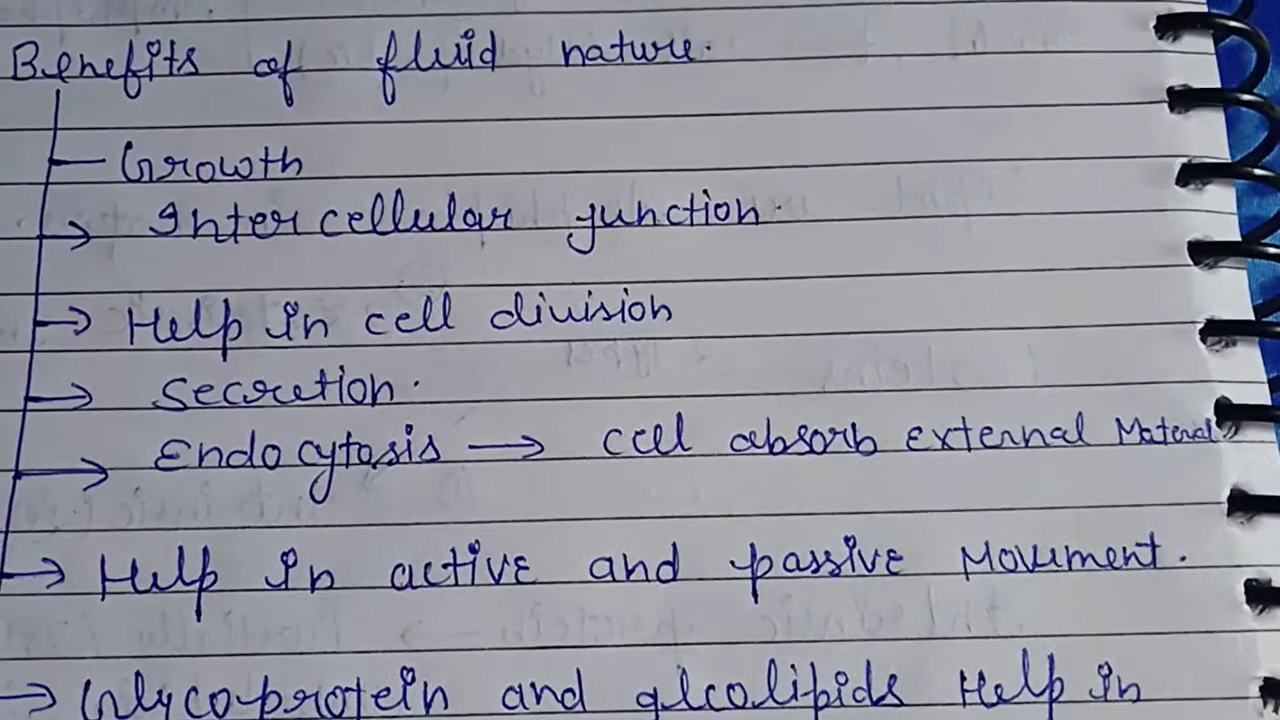 Benefits of fluid nature.
Growth
Intercellular junction.
→ Help in cell division
→ Secretion.
→ Endocytosis → cell absorb external Material
→ Help in active and passive Movement.
→ Glycoprotein and glcolipids Help in